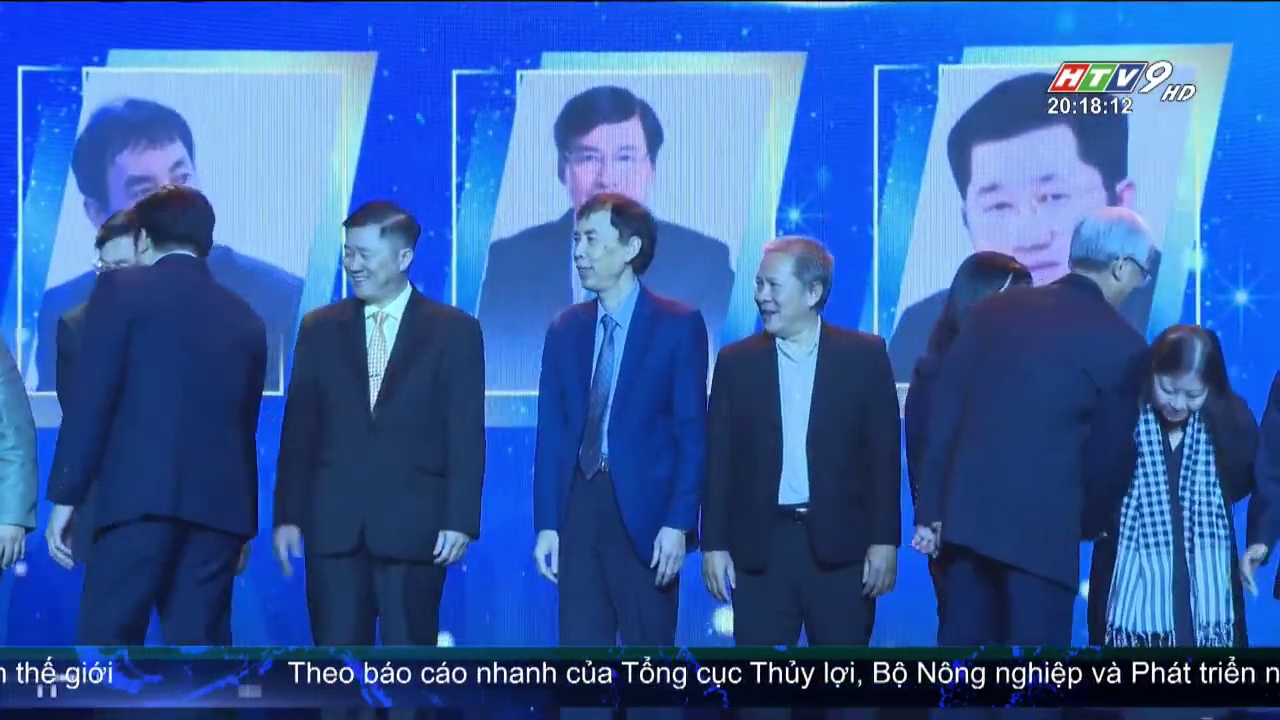 HTV9 HD
20:18:12
thế giới Theo báo cáo nhanh của Tổng cục Thủy lợi, Bộ Nông nghiệp và Phát triển